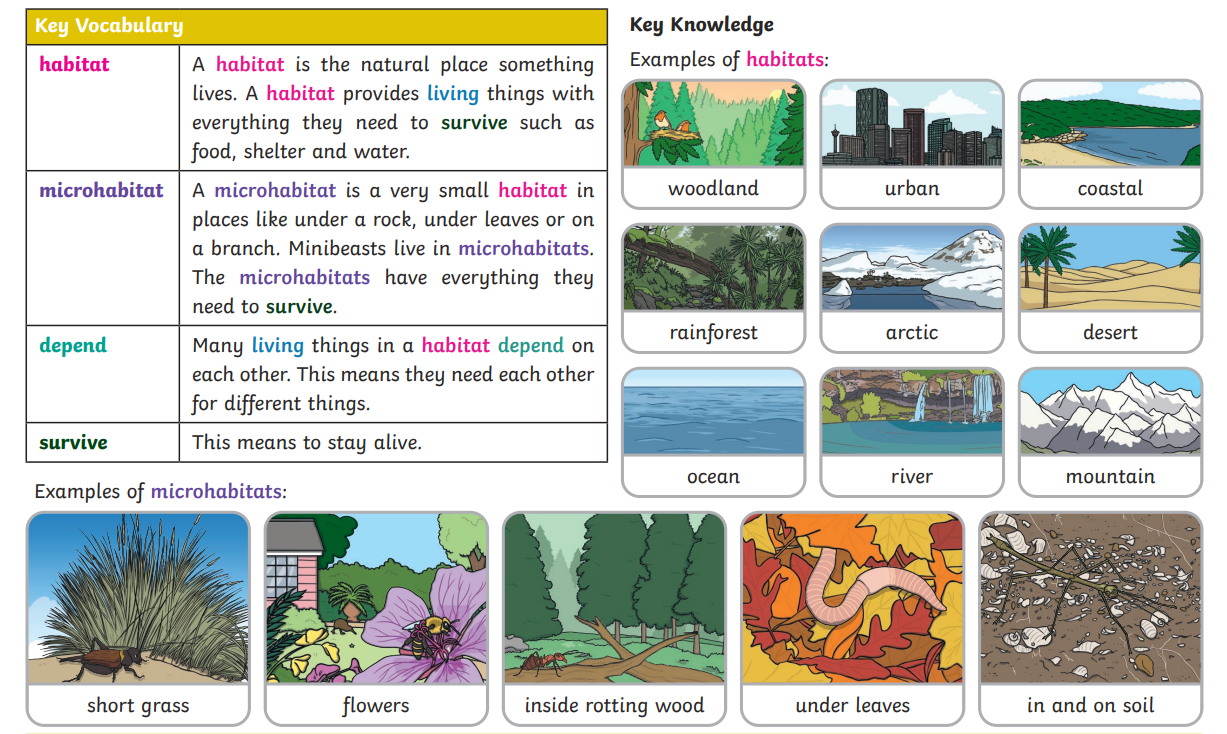 Key Vocabulary
habitat
A habitat is the natural place something
lives. A habitat provides living things with
everything they need to survive such as
food, shelter and water.
microhabitat
A microhabitat is a very small habitat in
places like under a rock, under leaves or on
a branch. Minibeasts live in microhabitats.
The microhabitats have everything they
need to survive.
depend
Many living things in a habitat depend on
each other. This means they need each other
for different things.
survive
This means to stay alive.
Key Knowledge
Examples of habitats:
woodland
urban
coastal
rainforest
arctic
desert
ocean
river
mountain
Examples of microhabitats:
short grass
flowers
inside rotting wood
under leaves
in and on soil